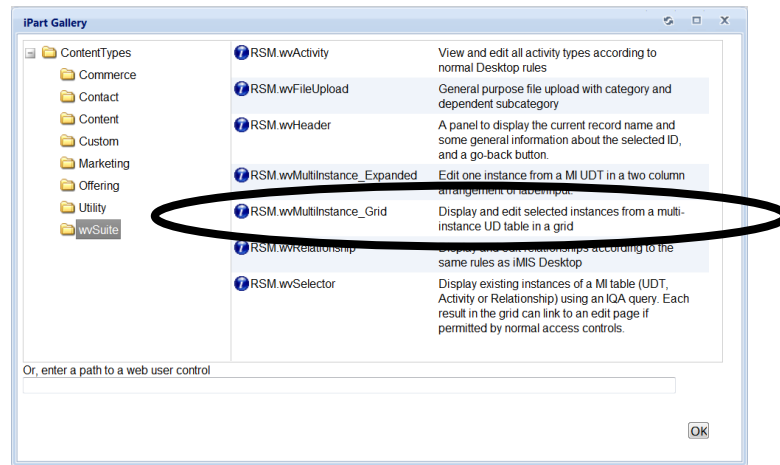 iPart Gallery
ContentTypes
Commerce
Contact
Content
Custom
Marketing
Offering
Utility
wvSuite
RSM.wvActivity
View and edit all activity types according to
normal Desktop rules
RSM.wvFileUpload
General purpose file upload with category and
dependent subcategory
RSM.wvHeader
A panel to display the current record name and
some general information about the selected ID,
and a go-back button.
RSM.wvMultiInstance_Expanded
Edit one instance from a MI UDT in a two column
arrangement of label/input.
RSM.wvMultiInstance_Grid
Display and edit selected instances from a multi-
instance UD table in a grid
RSM.wvRelationship
Display and edit relationships according to the
same rules as iMIS Desktop
RSM.wvSelector
Display existing instances of a MI table (UDT,
Activity or Relationship) using an IQA query. Each
result in the grid can link to an edit page if
permitted by normal access controls.
Or, enter a path to a web user control
OK